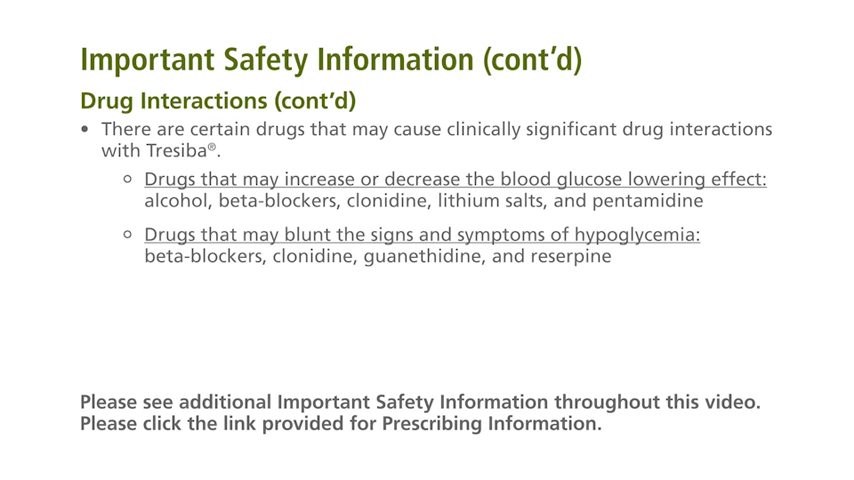 Important Safety Information (cont’d)
Drug Interactions (cont’d)
• There are certain drugs that may cause clinically significant drug interactions
with Tresiba®.
○ Drugs that may increase or decrease the blood glucose lowering effect:
alcohol, beta-blockers, clonidine, lithium salts, and pentamidine
○ Drugs that may blunt the signs and symptoms of hypoglycemia:
beta-blockers, clonidine, guanethidine, and reserpine
Please see additional Important Safety Information throughout this video.
Please click the link provided for Prescribing Information.